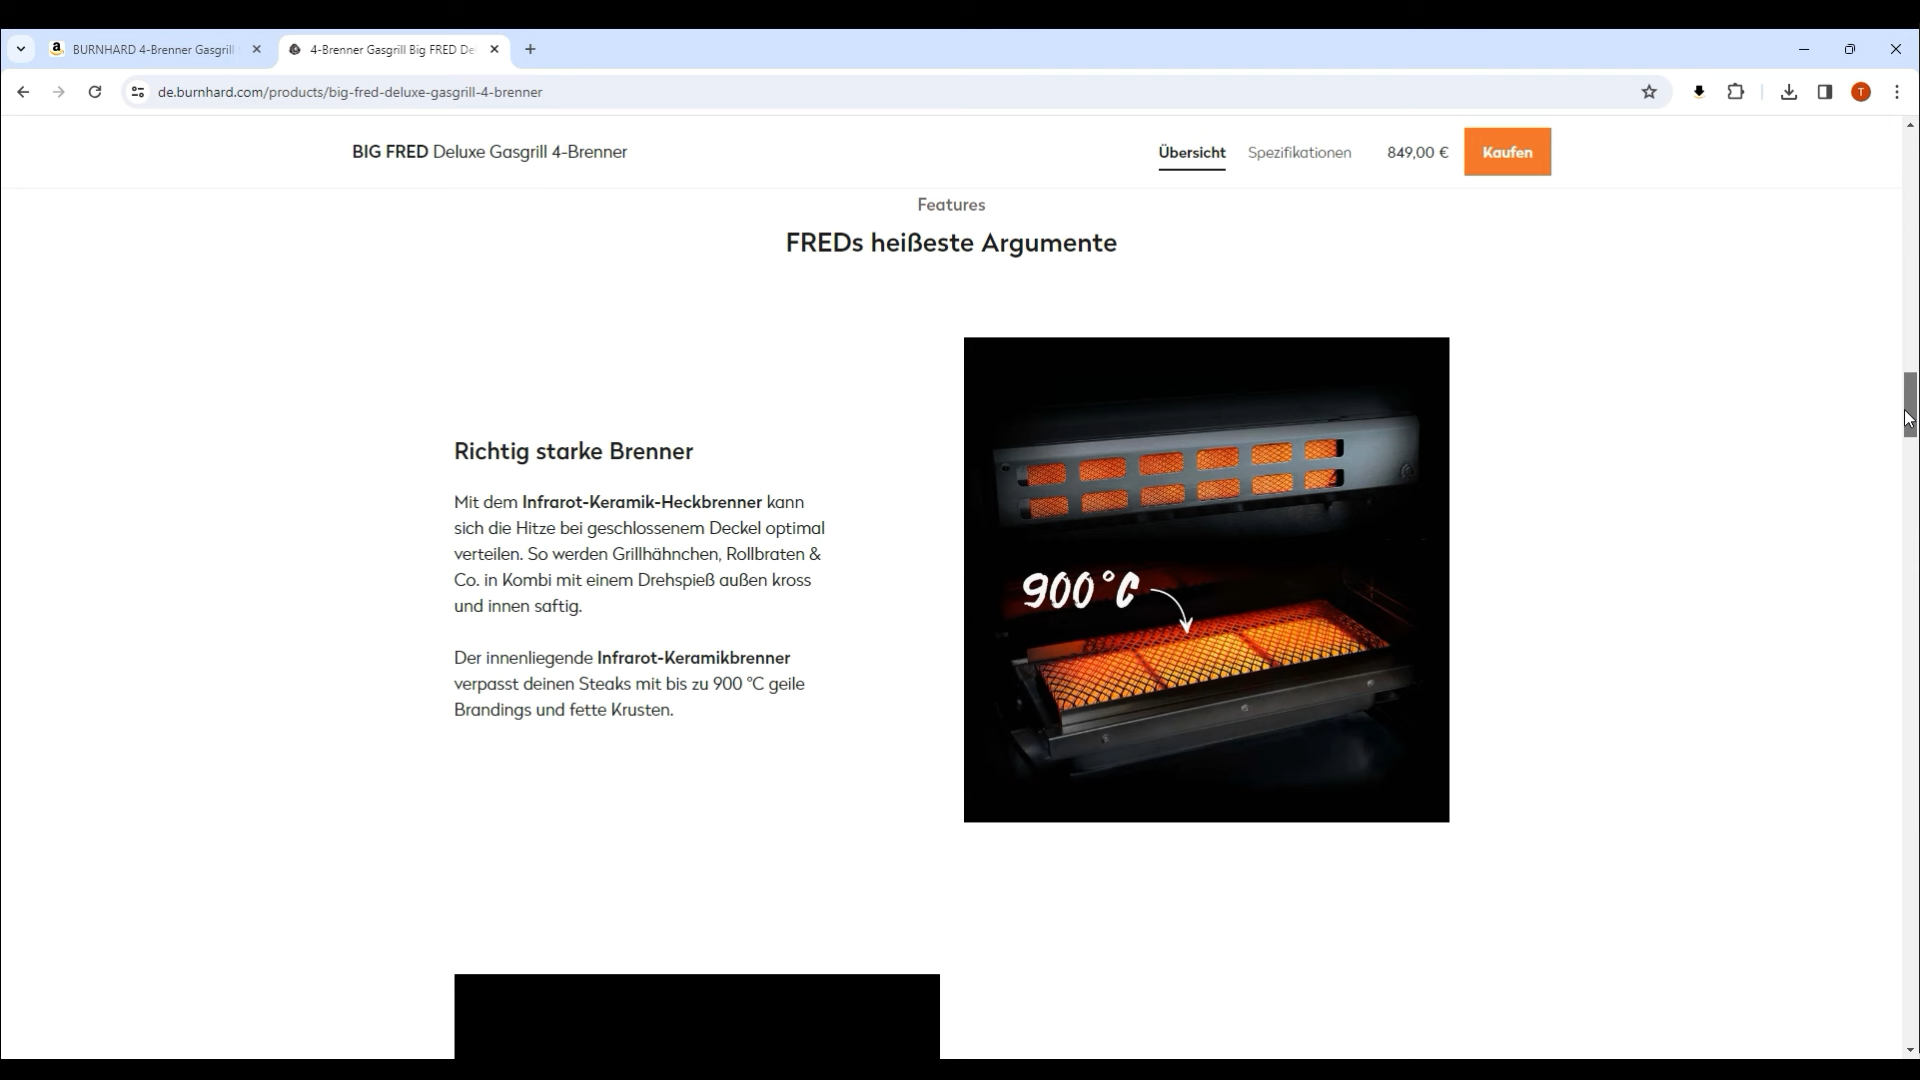 BURNHARD 4-Brenner Gasgrill
4-Brenner Gasgrill Big FRED De
de.burnhard.com/products/big-fred-deluxe-gasgrill-4-brenner
T
BIG FRED Deluxe Gasgrill 4-Brenner
Übersicht
Spezifikationen
849,00 €
Kaufen
Features
FREDs heißeste Argumente
Richtig starke Brenner
Mit dem Infrarot-Keramik-Heckbrenner kann
sich die Hitze bei geschlossenem Deckel optimal
verteilen. So werden Grillhähnchen, Rollbraten &
Co. in Kombi mit einem Drehspieß außen kross
und innen saftig.
Der innenliegende Infrarot-Keramikbrenner
verpasst deinen Steaks mit bis zu 900 °C geile
Brandings und fette Krusten.
900°C